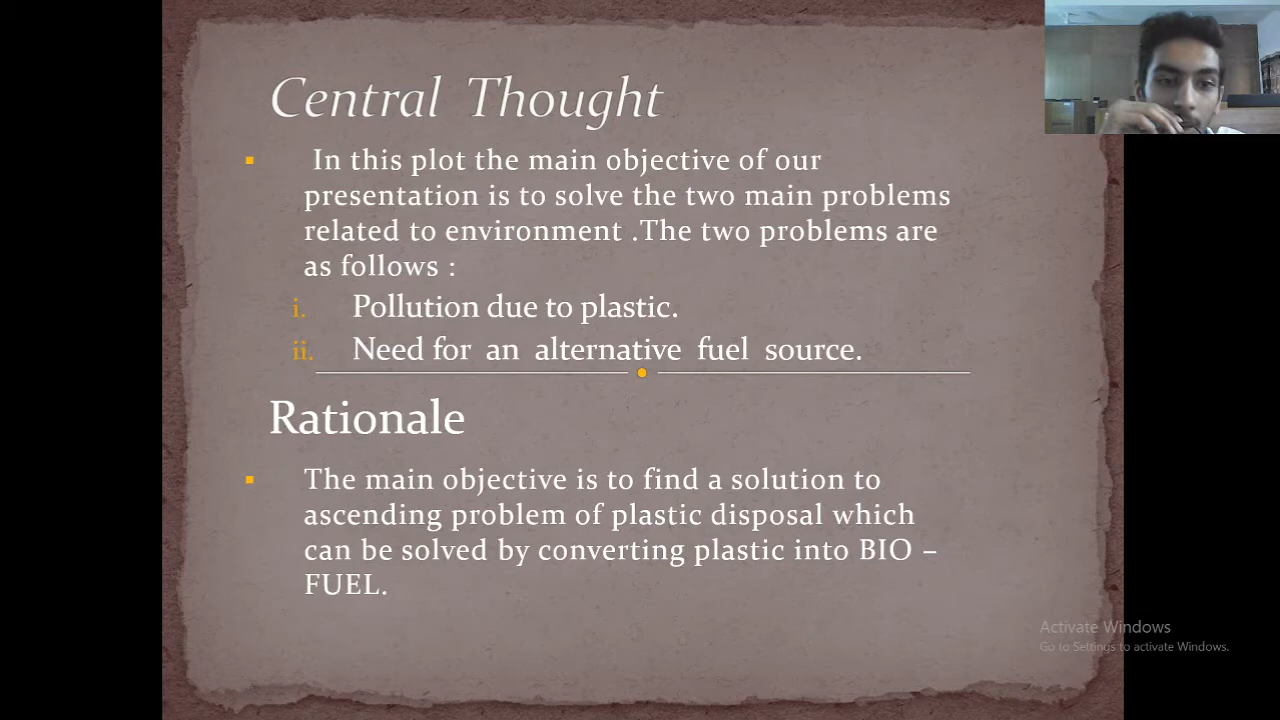 Central Thought
▪ In this plot the main objective of our
presentation is to solve the two main problems
related to environment .The two problems are
as follows :
i. Pollution due to plastic.
ii. Need for an alternative fuel source.
Rationale
▪ The main objective is to find a solution to
ascending problem of plastic disposal which
can be solved by converting plastic into BIO –
FUEL.
Activate Windows
Go to Settings to activate Windows.